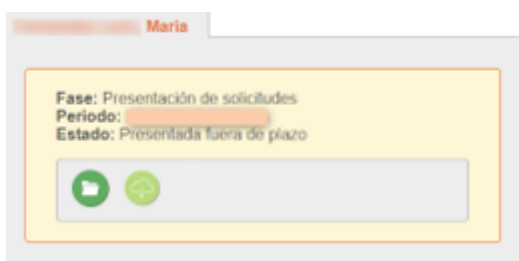 Maria
Fase: Presentación de solicitudes
Periodo:
Estado: Presentada fuera de plazo